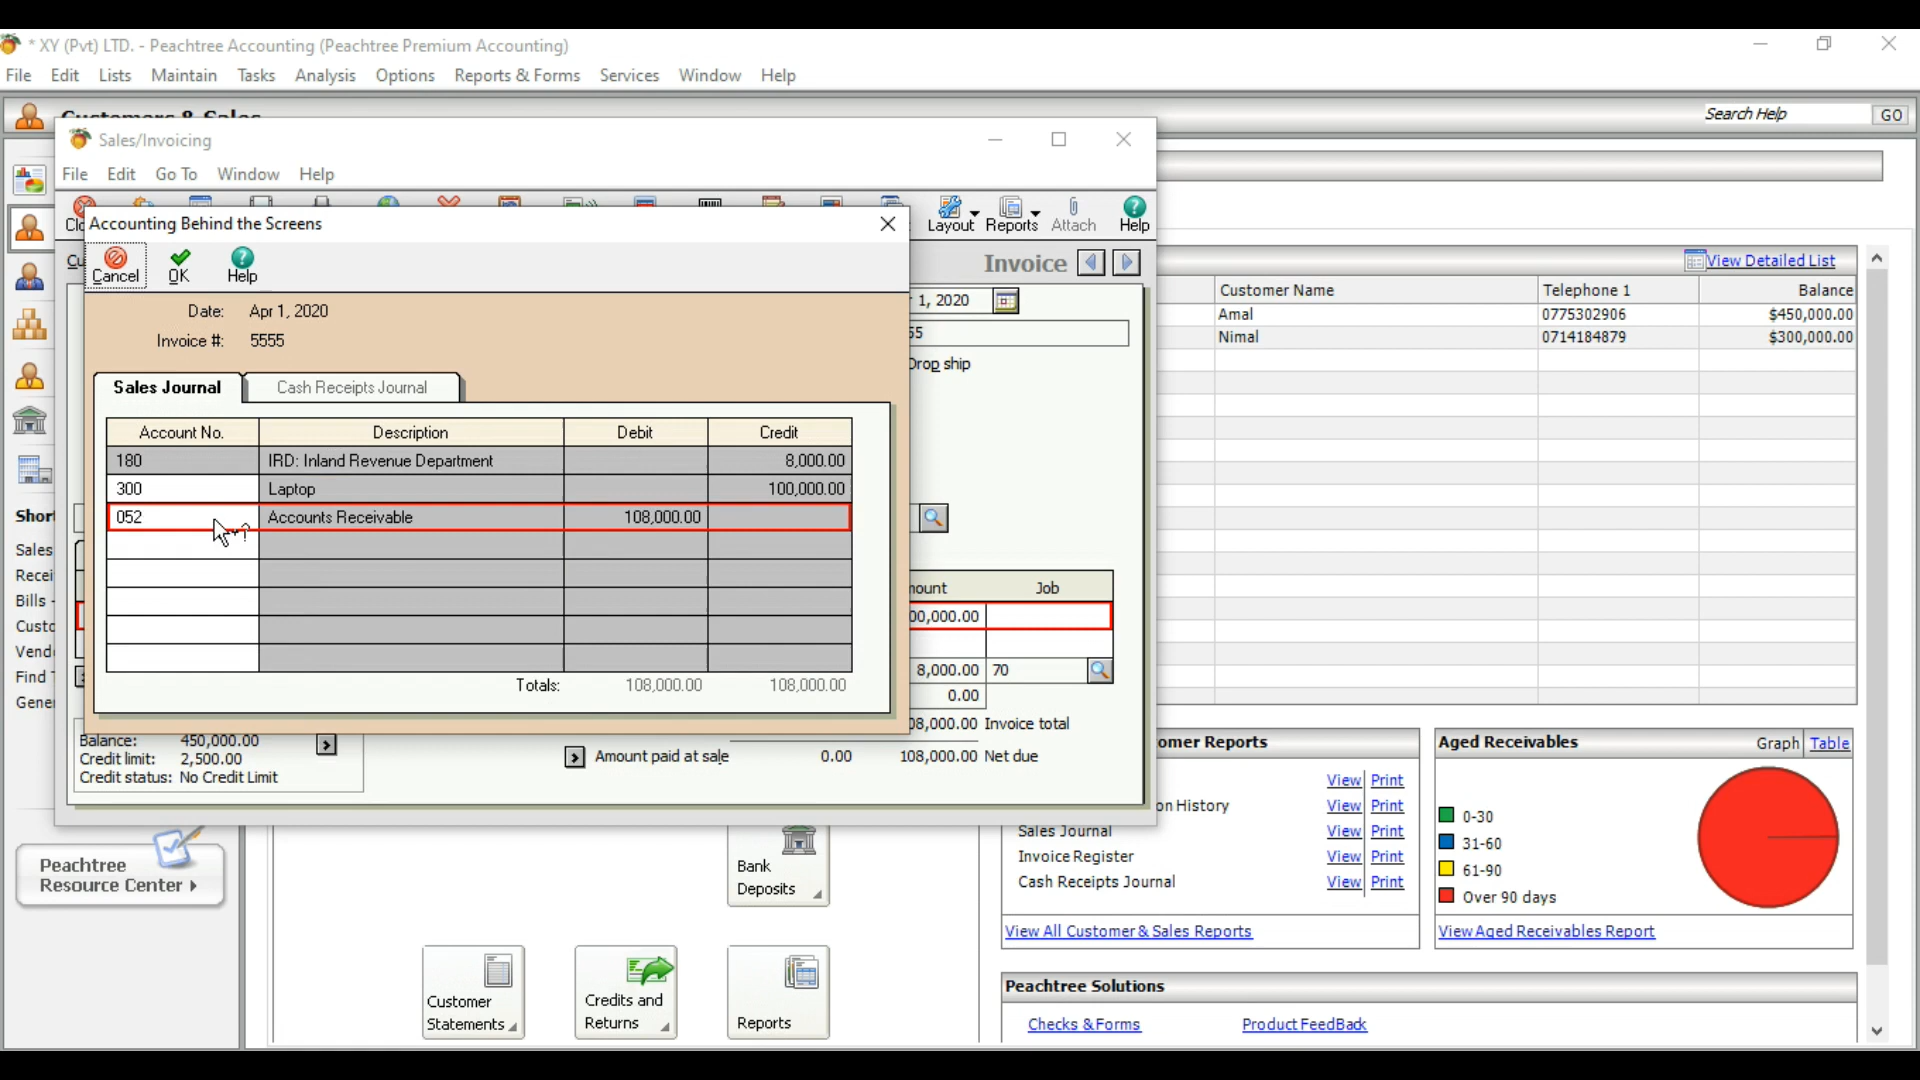 * XY (Pvt) LTD. - Peachtree Accounting (Peachtree Premium Accounting)
File Edit Lists Maintain Tasks Analysis Options Reports & Forms Services Window Help
Search Help GO
Sales/Invoicing
File Edit Go To Window Help
Layout Reports Attach Help
Accounting Behind the Screens
Cancel OK Help
Invoice
Date: Apr 1, 2020
Invoice #: 5555
1, 2020
55
Drop ship
Sales Journal Cash Receipts Journal
Account No. Description Debit Credit
180 IRD: Inland Revenue Department 8,000.00
300 Laptop 100,000.00
052 Accounts Receivable 108,000.00
Totals: 108,000.00 108,000.00
Job
00,000.00
8,000.00 70
0.00
08,000.00 Invoice total
Balance: 450,000.00
Credit limit: 2,500.00
Credit status: No Credit Limit
Amount paid at sale 0.00 108,000.00 Net due
View Detailed List
Customer Name Telephone 1 Balance
Amal 0775302906 $450,000.00
Nimal 0714184879 $300,000.00
Sales
Bills -
Peachtree
Resource Center
Bank
Deposits
Customer
Statements
Credits and
Returns
Reports
omer Reports
View Print
on History View Print
Sales Journal View Print
Invoice Register View Print
Cash Receipts Journal View Print
View All Customer & Sales Reports
Aged Receivables Graph Table
0-30
31-60
61-90
Over 90 days
View Aged Receivables Report
Peachtree Solutions
Checks & Forms Product FeedBack